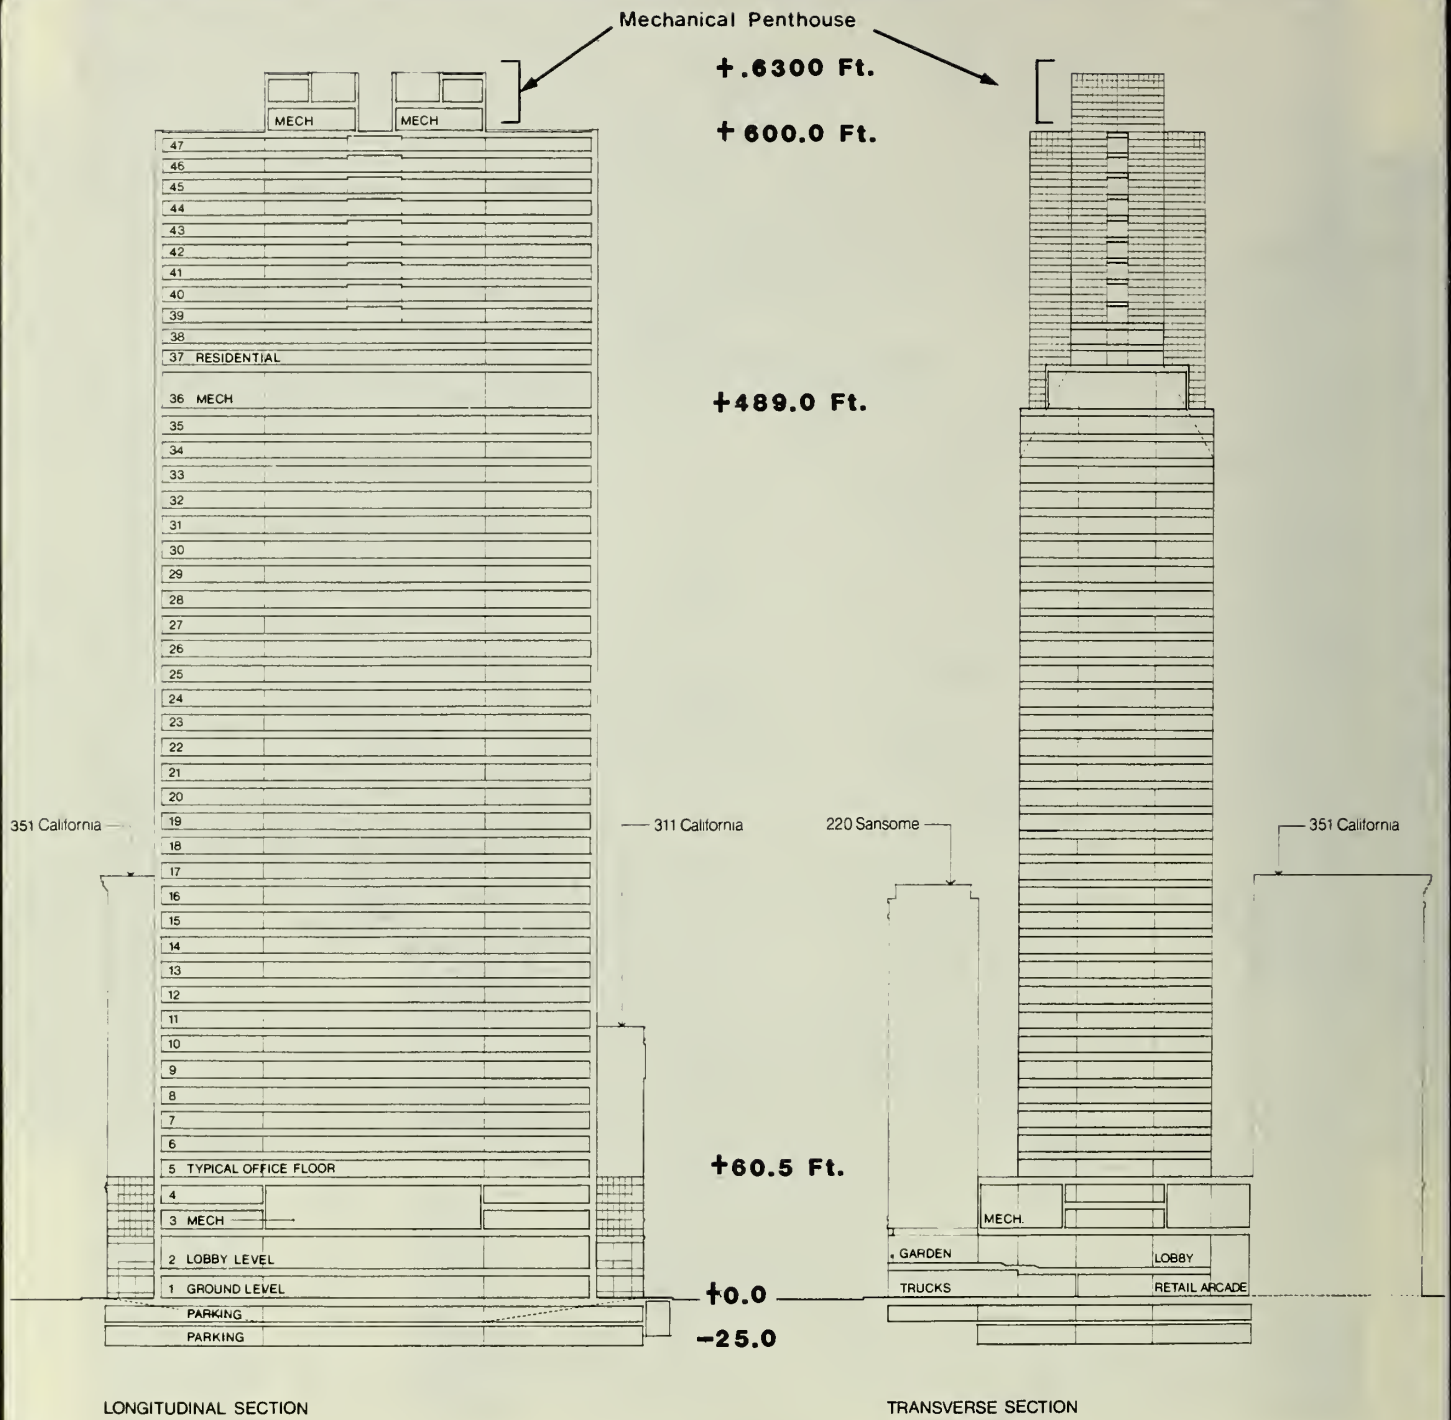 Mechanical Penthouse
+.6300 Ft.
MECH MECH
+600.0 Ft.
47
46
45
44
43
42
41
40
39
38
37 RESIDENTIAL
36 MECH
+489.0 Ft.
35
34
33
32
31
30
29
28
27
26
25
24
23
22
21
20
19
351 California
311 California
220 Sansome
351 California
18
17
16
15
14
13
12
11
10
9
8
7
6
5 TYPICAL OFFICE FLOOR
+60.5 Ft.
4
3 MECH
MECH.
2 LOBBY LEVEL
GARDEN
LOBBY
1 GROUND LEVEL
+0.0
TRUCKS
RETAIL ARCADE
PARKING
PARKING
-25.0
LONGITUDINAL SECTION
TRANSVERSE SECTION